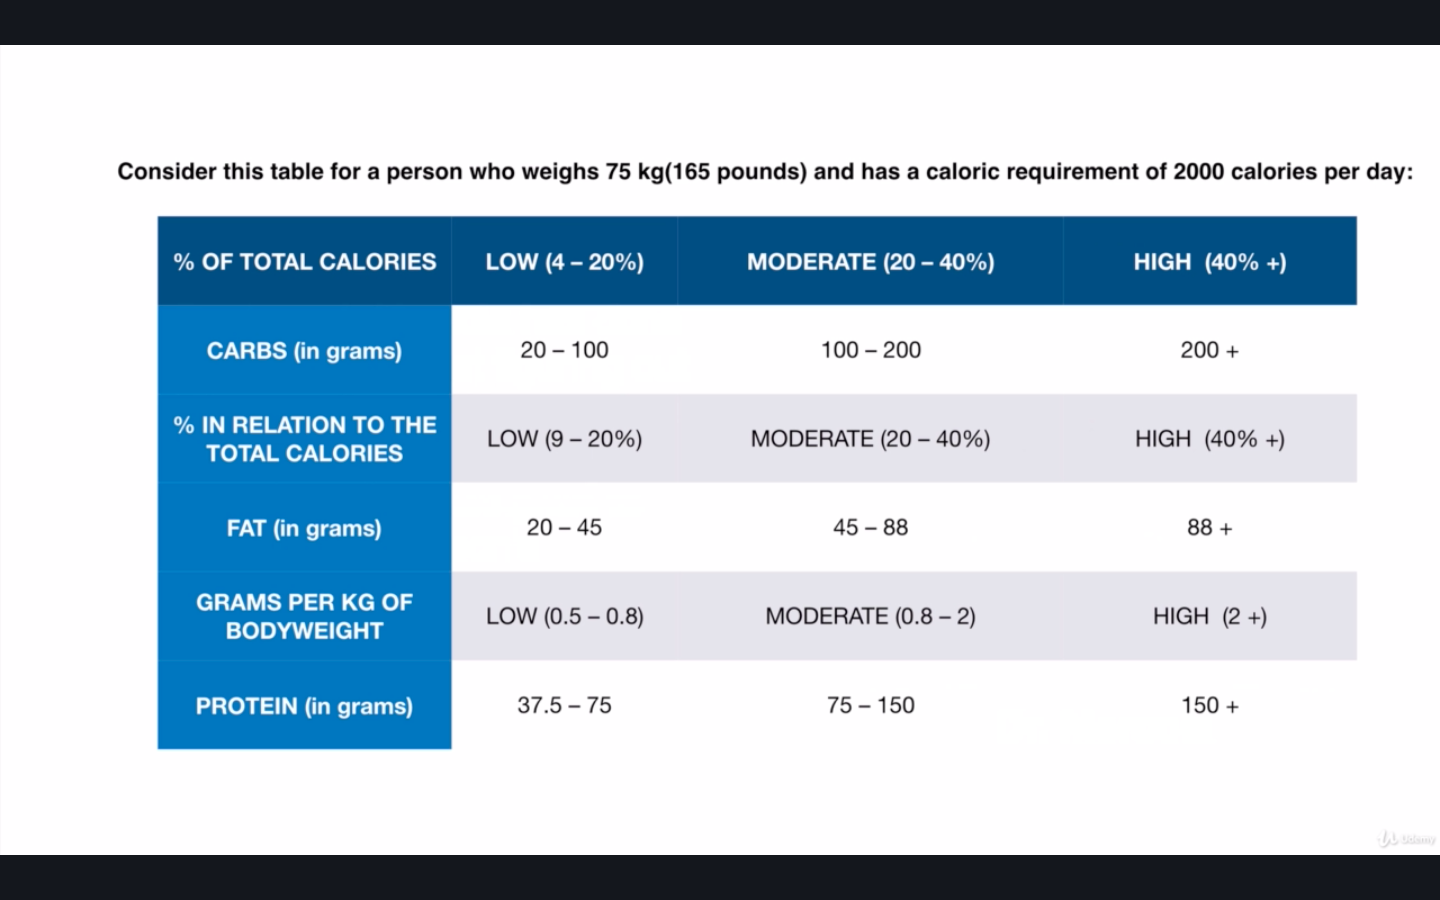 Consider this table for a person who weighs 75 kg(165 pounds) and has a caloric requirement of 2000 calories per day:
% OF TOTAL CALORIES LOW (4 – 20%) MODERATE (20 – 40%) HIGH (40% +)
CARBS (in grams) 20 – 100 100 – 200 200 +
% IN RELATION TO THE
TOTAL CALORIES LOW (9 – 20%) MODERATE (20 – 40%) HIGH (40% +)
FAT (in grams) 20 – 45 45 – 88 88 +
GRAMS PER KG OF
BODYWEIGHT LOW (0.5 – 0.8) MODERATE (0.8 – 2) HIGH (2 +)
PROTEIN (in grams) 37.5 – 75 75 – 150 150 +
Udemy